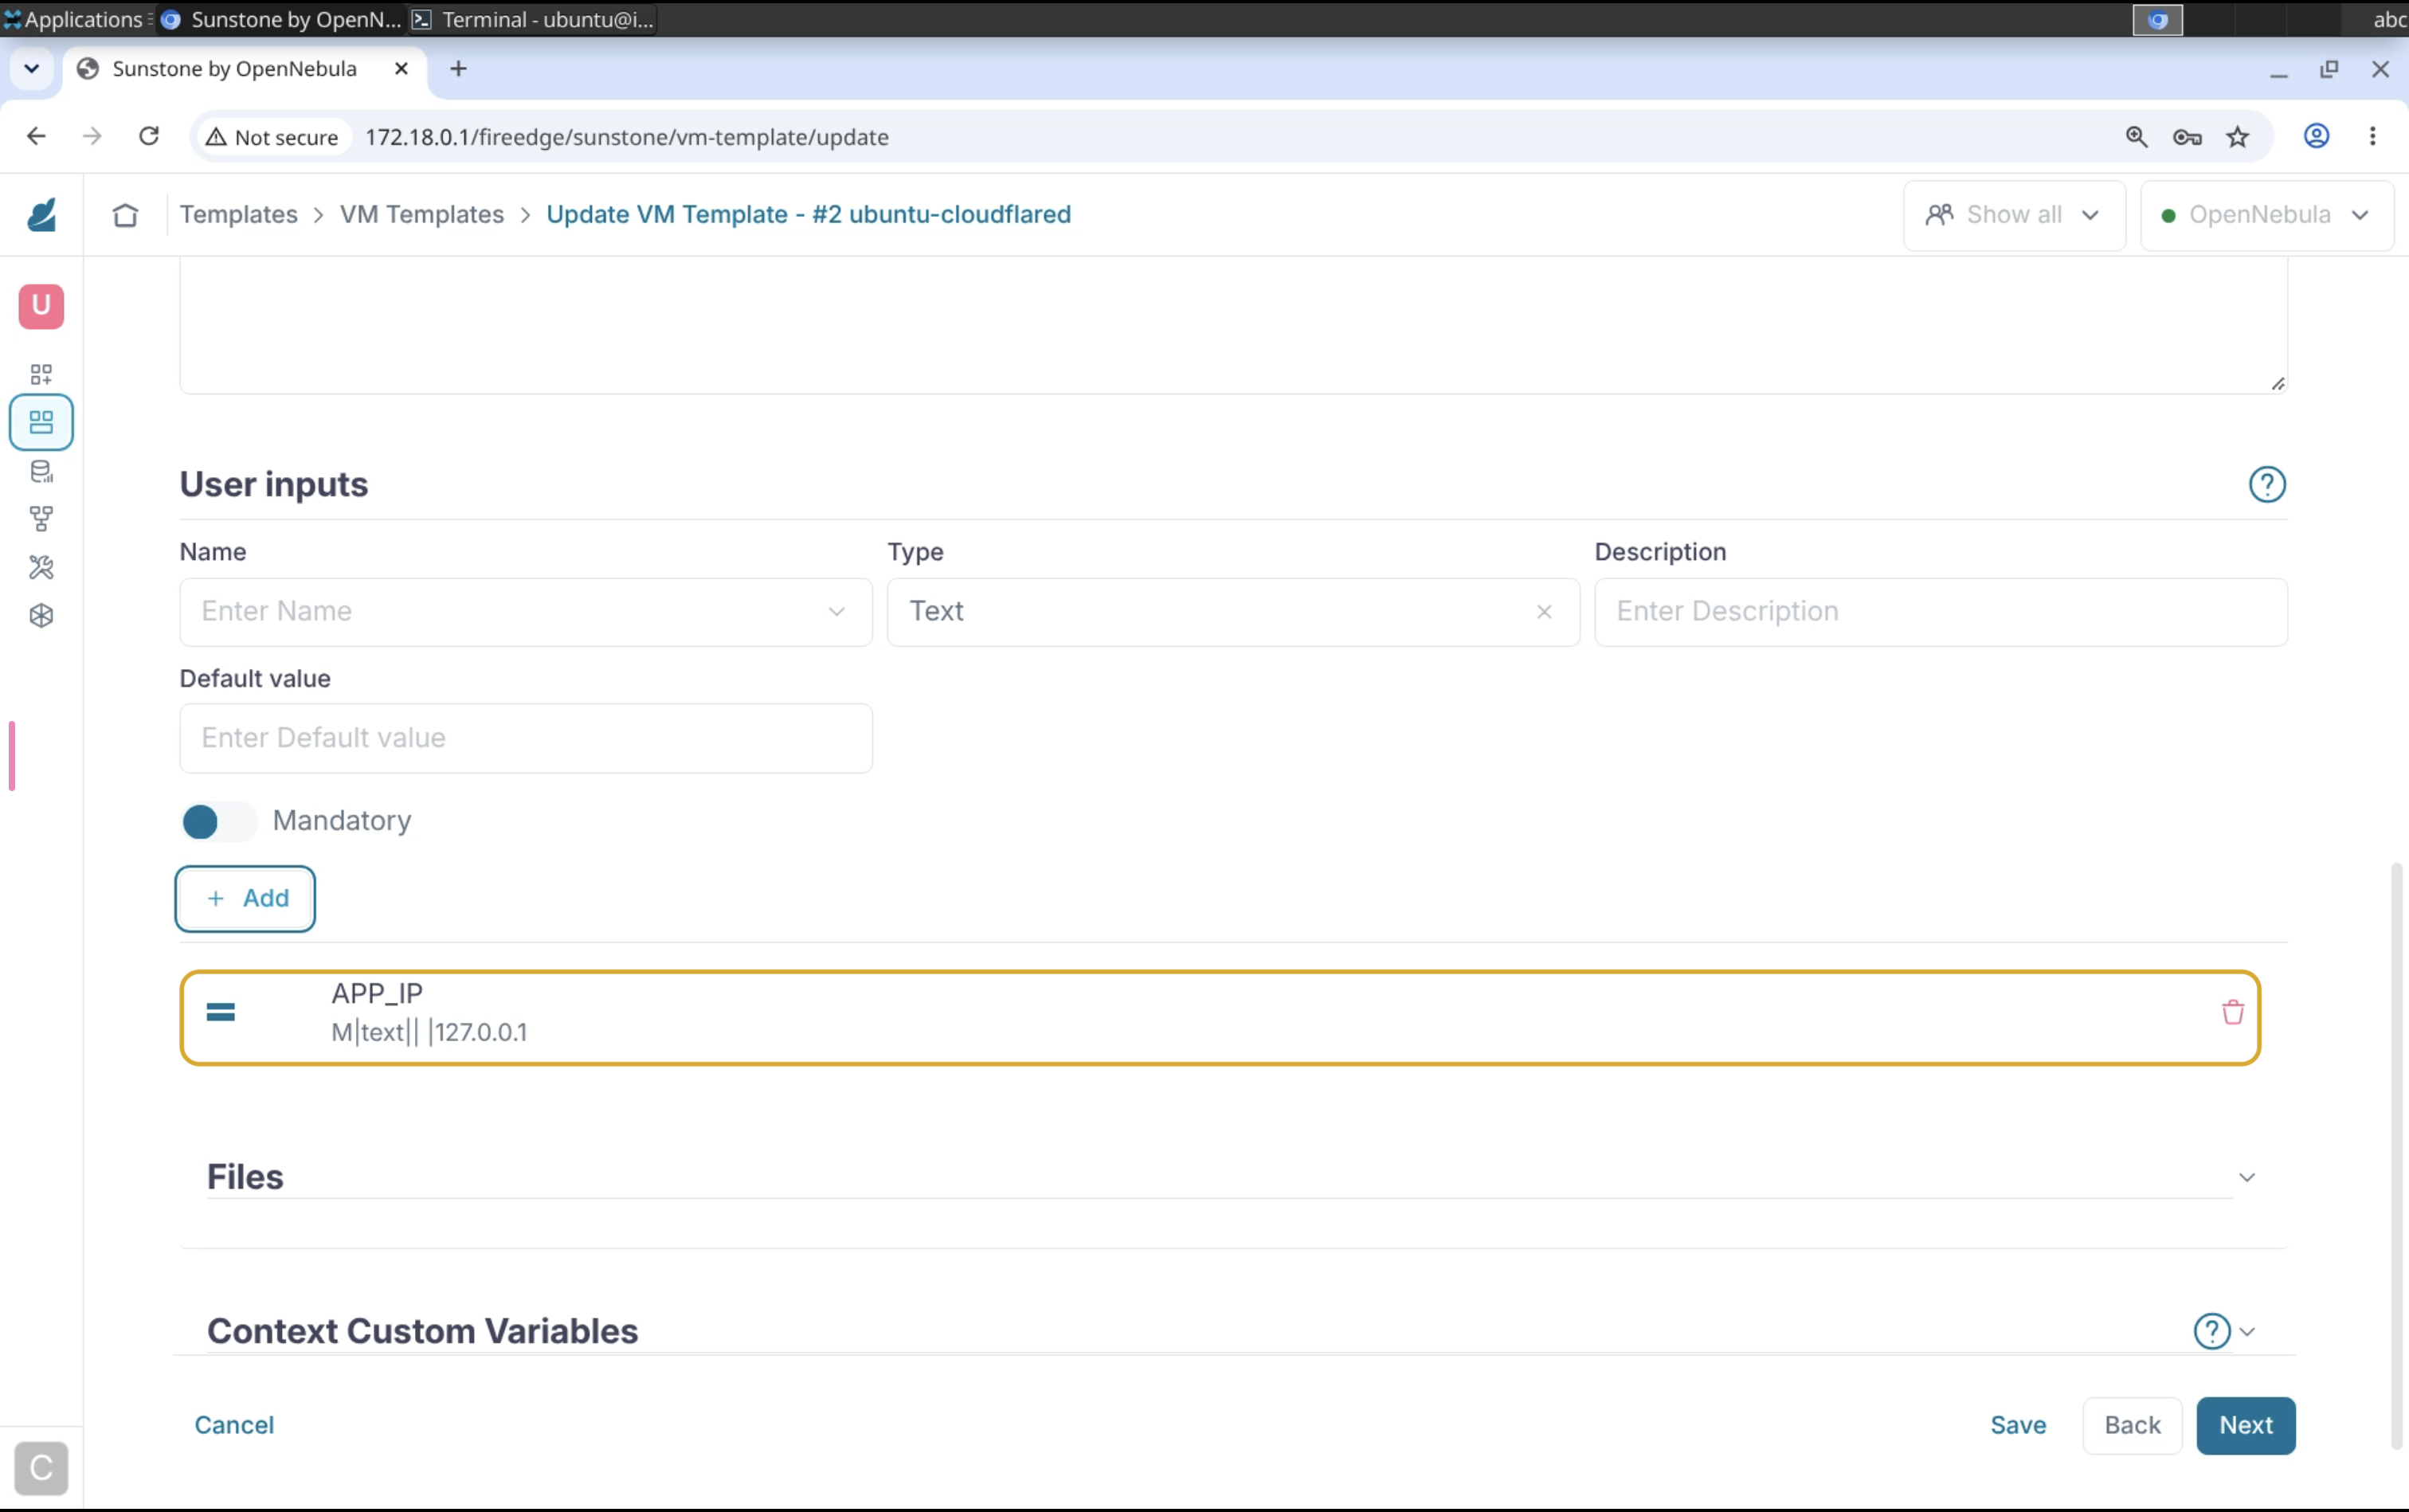 Applications
Sunstone by OpenN...
Terminal - ubuntu@i...
abc
Sunstone by OpenNebula
Not secure
172.18.0.1/fireedge/sunstone/vm-template/update
Templates > VM Templates > Update VM Template - #2 ubuntu-cloudflared
Show all
OpenNebula
U
User inputs
Name
Type
Description
Enter Name
Text
Enter Description
Default value
Enter Default value
Mandatory
+ Add
APP_IP
M|text|| |127.0.0.1
Files
Context Custom Variables
Cancel
Save
Back
Next
C